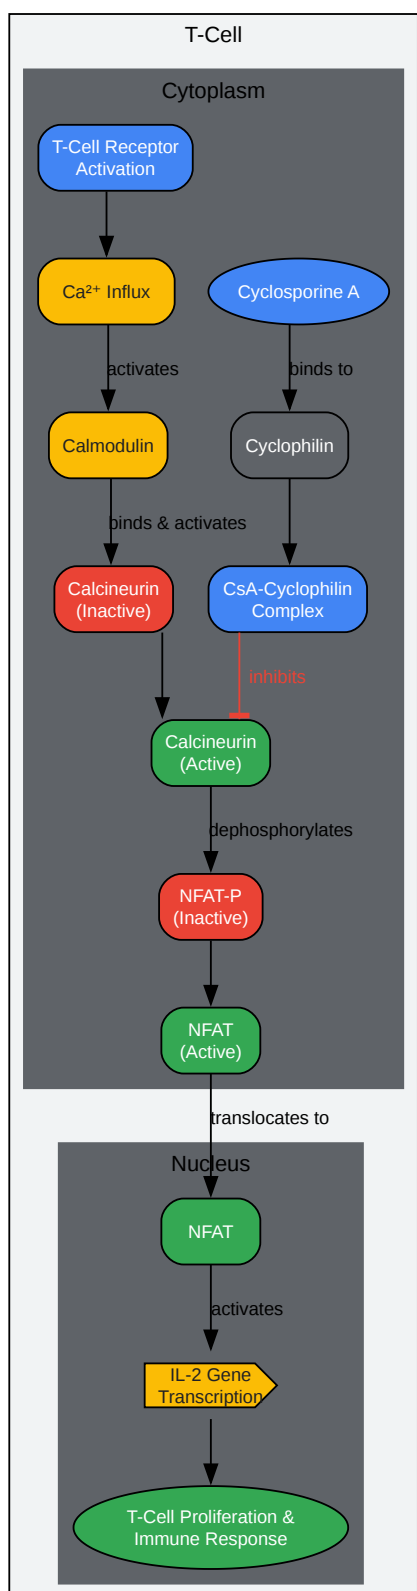 T-Cell
Cytoplasm
T-Cell Receptor
Activation
Ca²⁺ Influx
Cyclosporine A
activates
binds to
Calmodulin
Cyclophilin
binds & activates
Calcineurin
(Inactive)
CsA-Cyclophilin
Complex
inhibits
Calcineurin
(Active)
dephosphorylates
NFAT-P
(Inactive)
NFAT
(Active)
translocates to
Nucleus
NFAT
activates
IL-2 Gene
Transcription
T-Cell Proliferation &
Immune Response